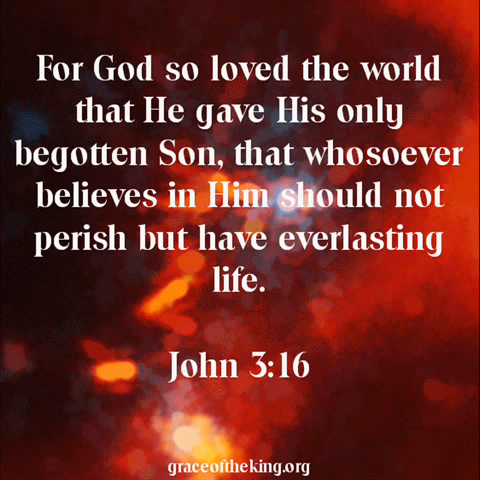 For God so loved the world
that He gave His only
begotten Son, that whosoever
believes in Him should not
perish but have everlasting
life.
John 3:16
graceoftheking.org